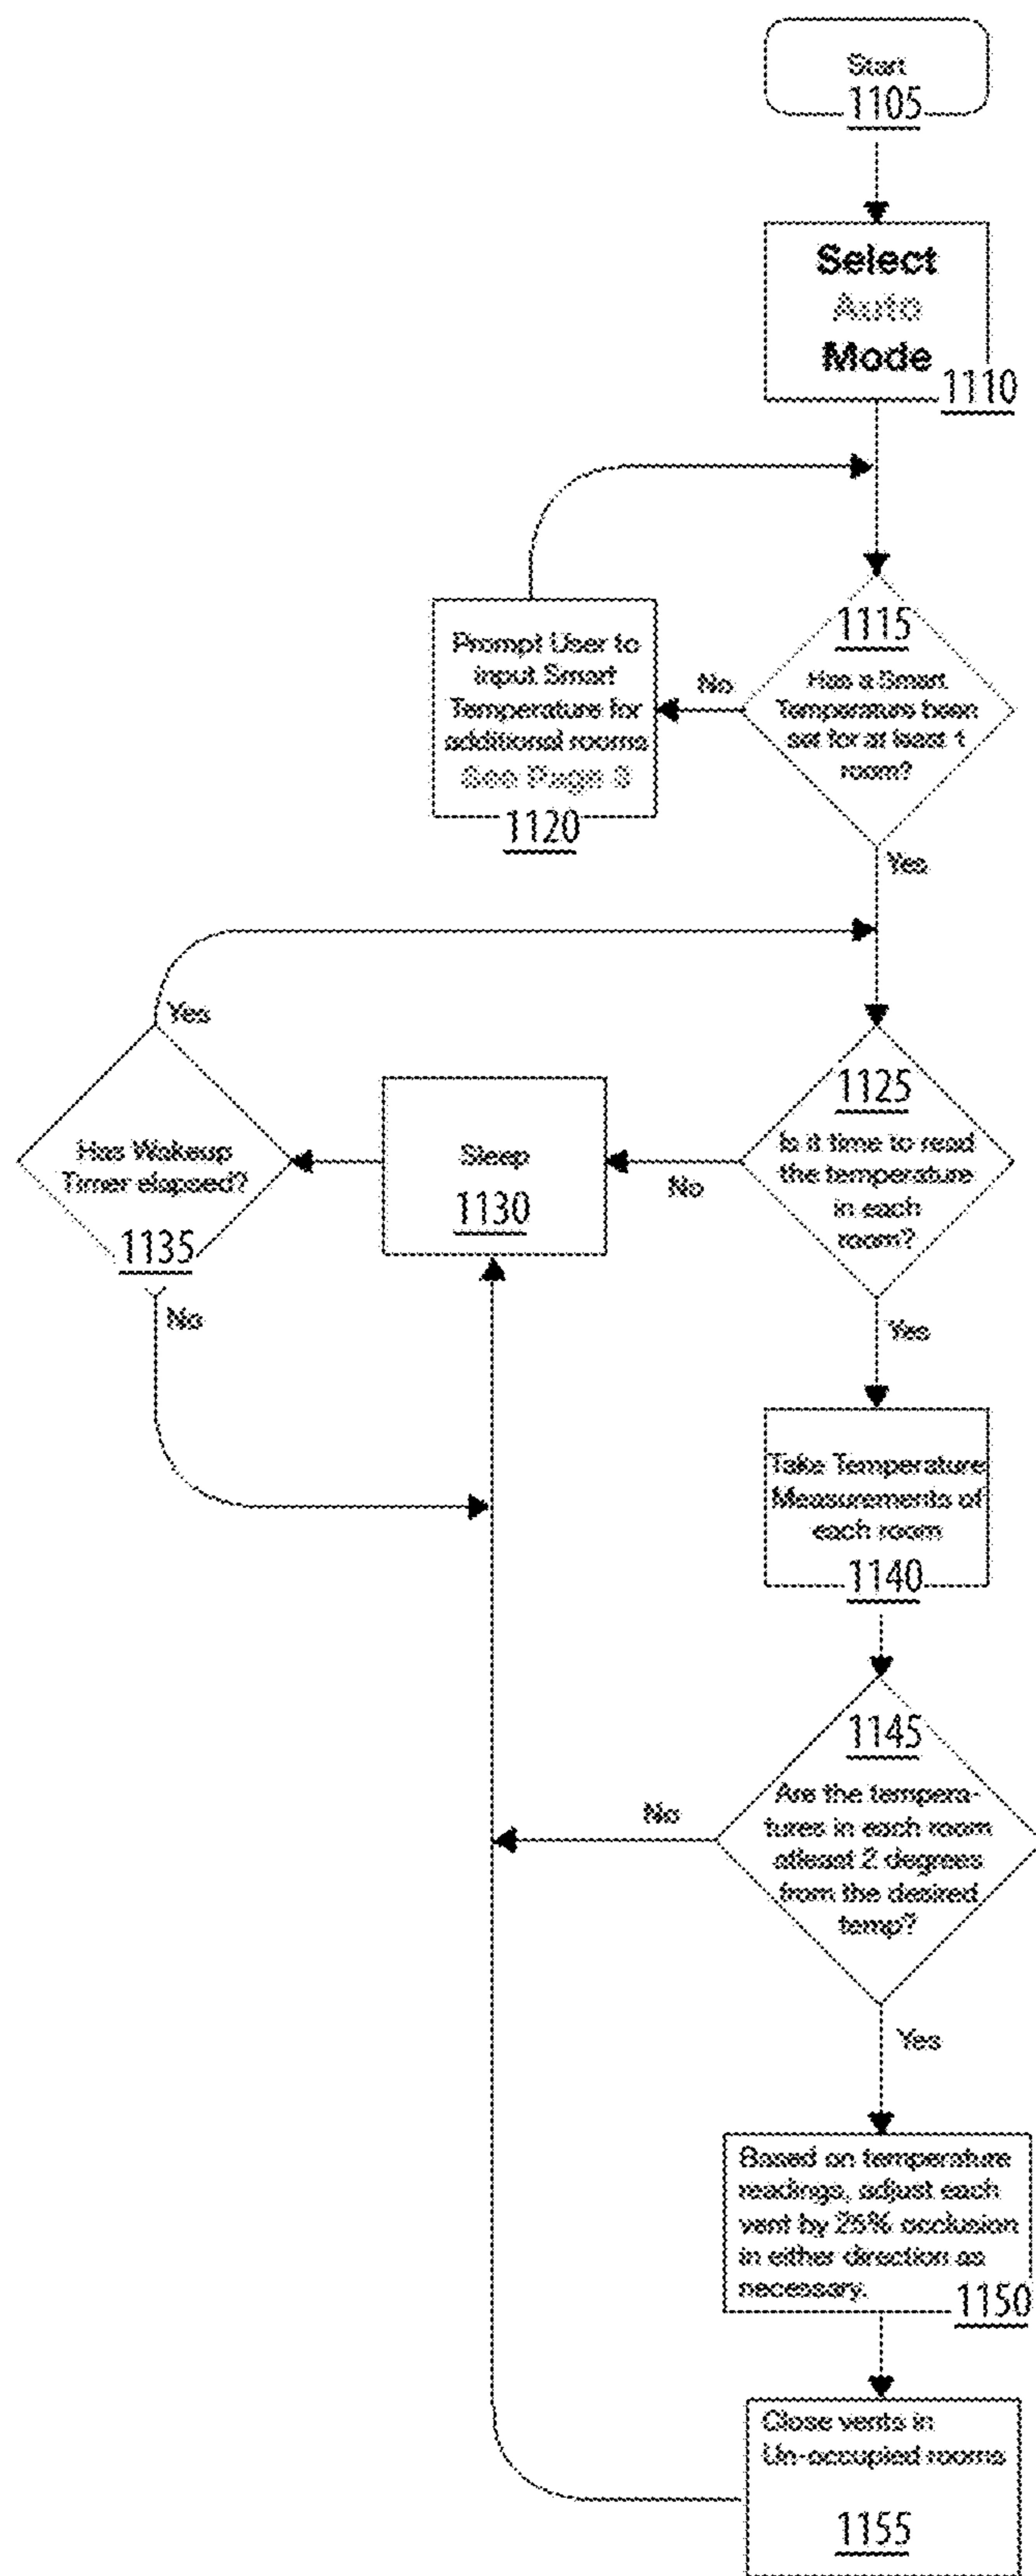 Start
1105
Select
Auto
Mode
1110
1115
Has a Smart
Temperature been
set for at least 1
room?
No
Prompt User to
input Smart
Temperature for
additional rooms
See Page 8
1120
Yes
Yes
1125
Is it time to read
the temperature
in each
room?
No
Sleep
1130
Has Wakeup
Timer elapsed?
1135
No
Yes
Take Temperature
Measurements of
each room
1140
1145
Are the tempera-
tures in each room
atleast 2 degrees
from the desired
temp?
No
Yes
Based on temperature
readings, adjust each
vent by 25% occlusion
in either direction as
necessary.
1150
Close vents in
Un-occupied rooms
1155